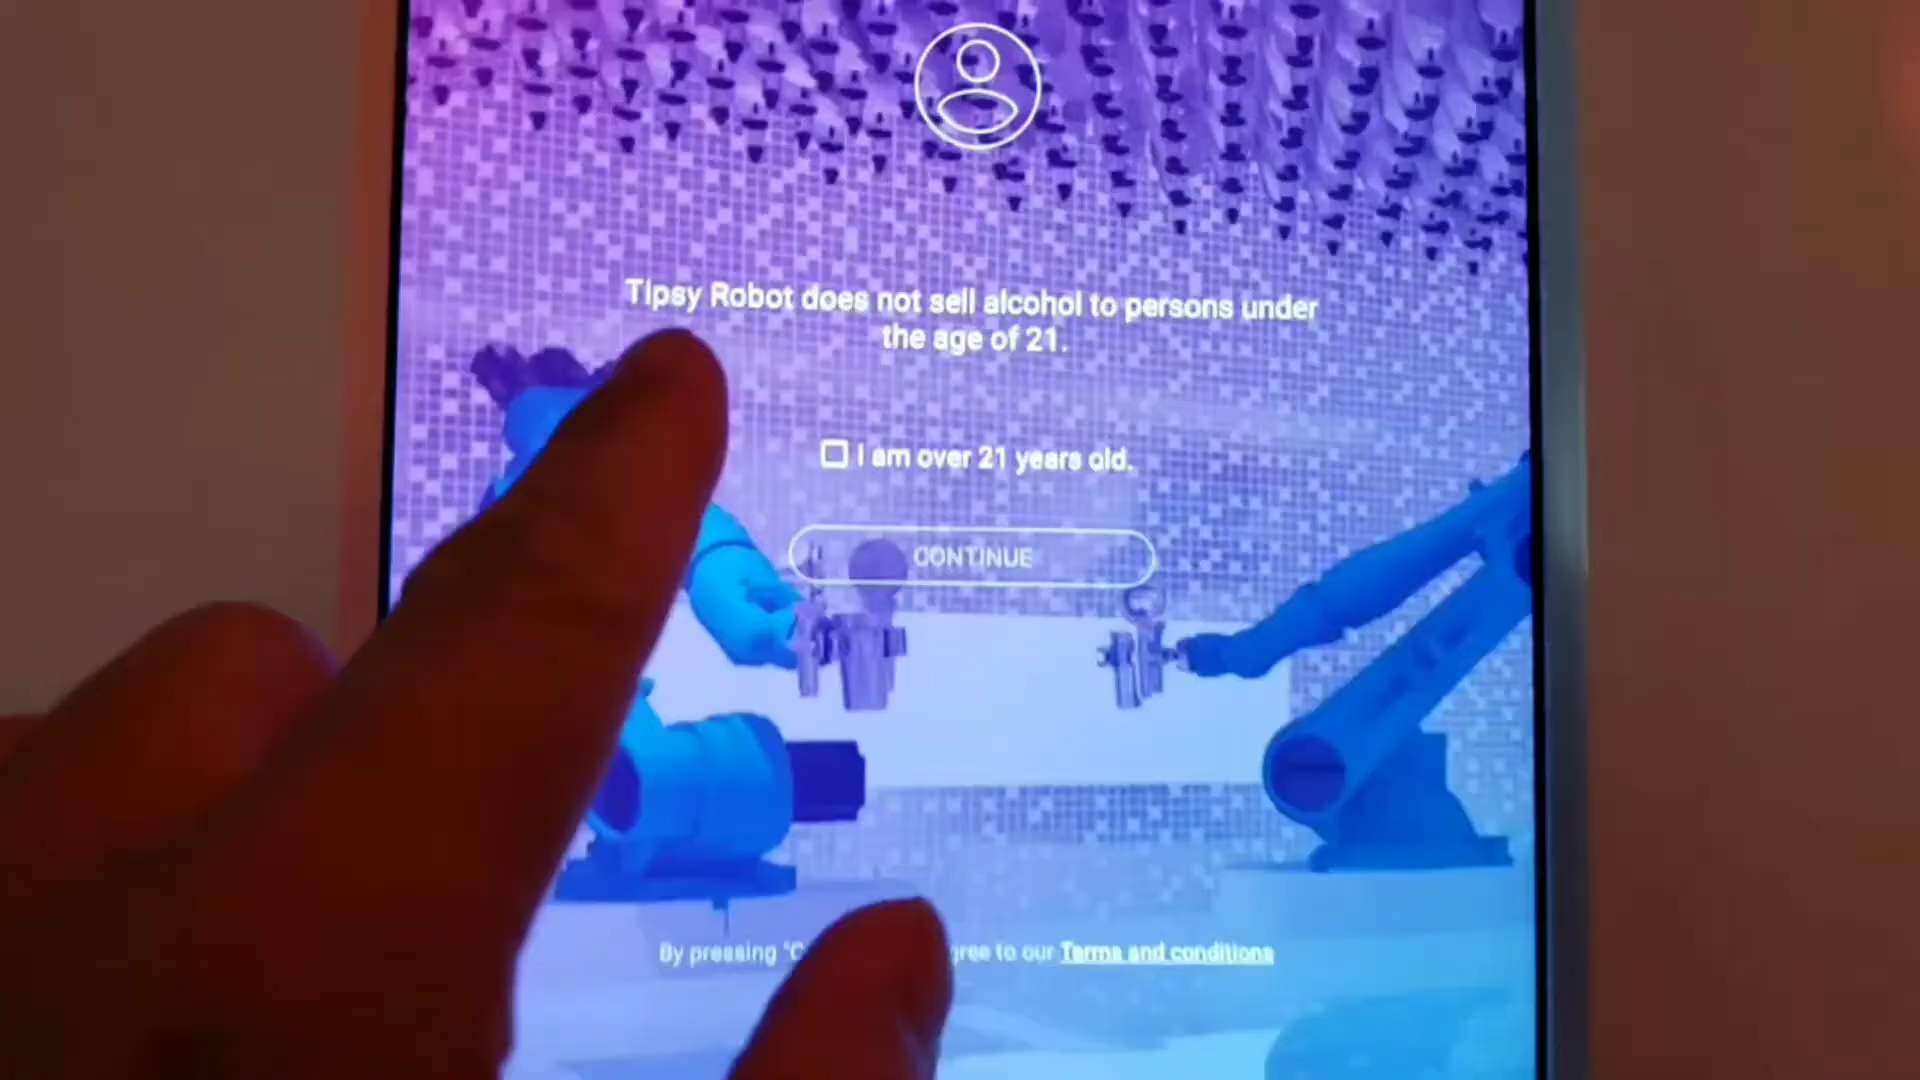 Tipsy Robot does not sell alcohol to persons under
the age of 21.
I am over 21 years old.
CONTINUE
By pressing "C gree to our Terms and conditions